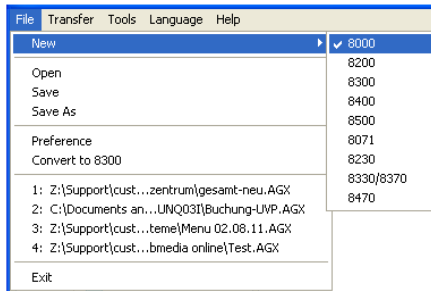 File Transfer Tools Language Help
New
Open
Save
Save As
Preference
Convert to 8300
1: Z:\Support\cust...zentrum\gesamt-neu.AGX
2: C:\Documents an...UNQ03I\Buchung-UVP.AGX
3: Z:\Support\cust...teme\Menu 02.08.11.AGX
4: Z:\Support\cust...bmedia online\Test.AGX
Exit
8000
8200
8300
8400
8500
8071
8230
8330/8370
8470